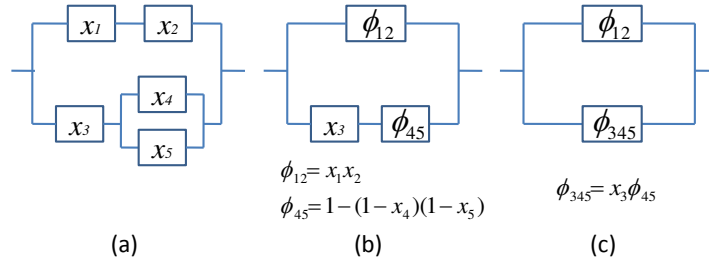 x₁ x₂
x₃ x₄
x₅
(a)
ϕ₁₂
x₃ ϕ₄₅
ϕ₁₂= x₁x₂
ϕ₄₅=1−(1−x₄)(1−x₅)
(b)
ϕ₁₂
ϕ₃₄₅
ϕ₃₄₅= x₃ϕ₄₅
(c)